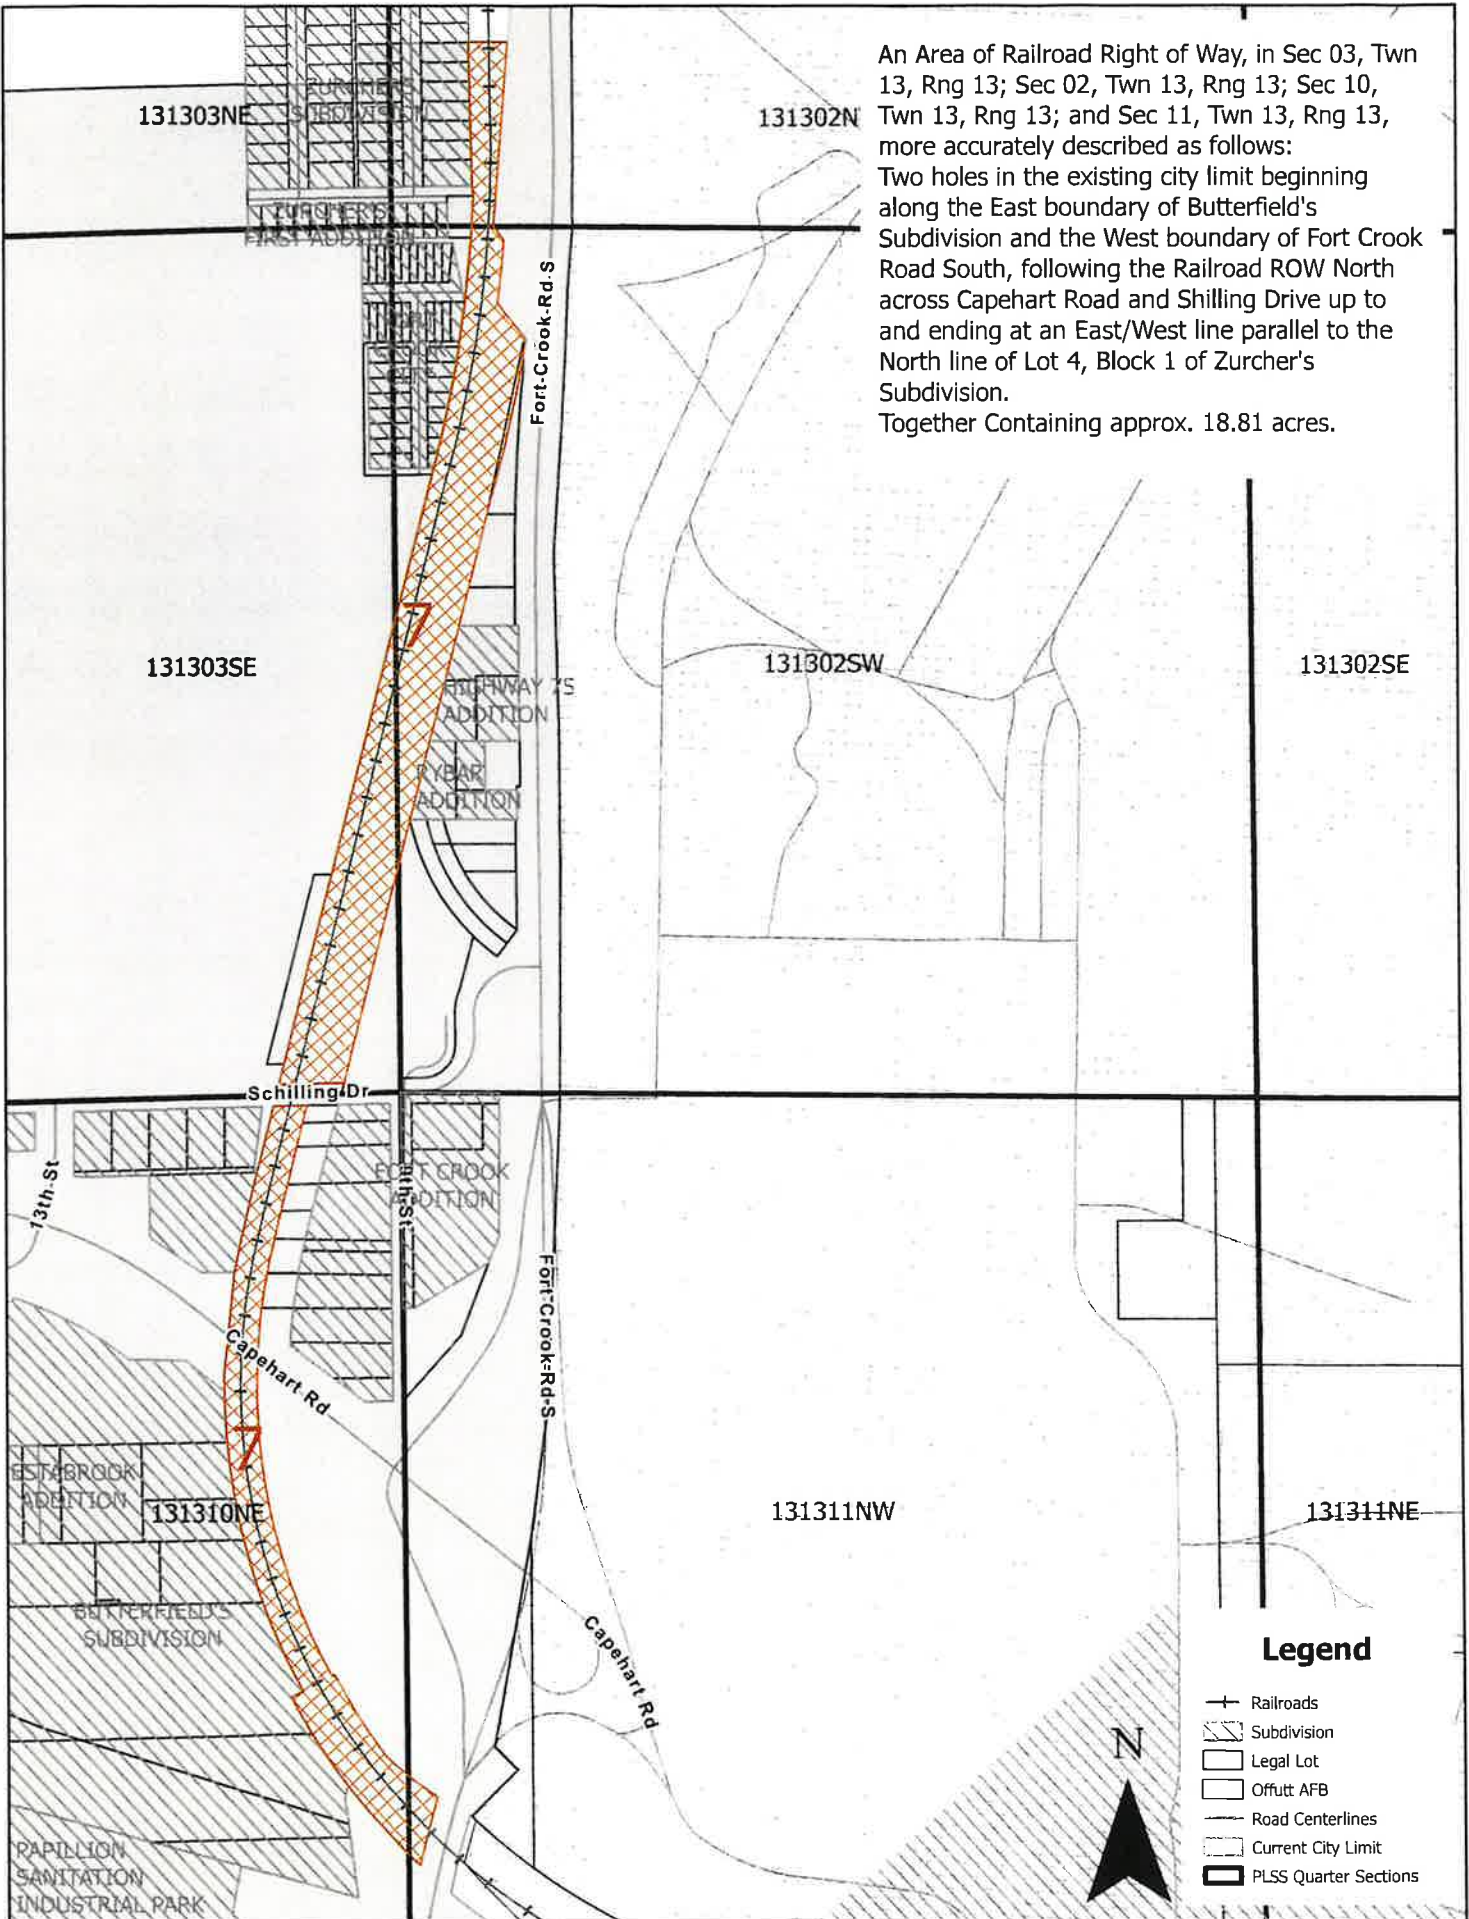 An Area of Railroad Right of Way, in Sec 03, Twn
13, Rng 13; Sec 02, Twn 13, Rng 13; Sec 10,
Twn 13, Rng 13; and Sec 11, Twn 13, Rng 13,
more accurately described as follows:
Two holes in the existing city limit beginning
along the East boundary of Butterfield's
Subdivision and the West boundary of Fort Crook
Road South, following the Railroad ROW North
across Capehart Road and Shilling Drive up to
and ending at an East/West line parallel to the
North line of Lot 4, Block 1 of Zurcher's
Subdivision.
Together Containing approx. 18.81 acres.
ZURCHERS
SUBDIVISION
131303NE
131302N
ZURCHERS
FIRST ADDITION
Fort-Crook-Rd-S
7
131303SE
131302SW
131302SE
HIGHWAY 75
ADDITION
RYBAR
ADDITION
Schilling Dr
13th-St
FORT CROOK
ADDITION
Fort-Crook-Rd-S
Capehart Rd
7
ESTABROOK
ADDITION
131310NE
131311NW
131311NE
BUTTERFIELD'S
SUBDIVISION
Capehart Rd
PAPILLION
SANITATION
INDUSTRIAL PARK
N
Legend
Railroads
Subdivision
Legal Lot
Offutt AFB
Road Centerlines
Current City Limit
PLSS Quarter Sections